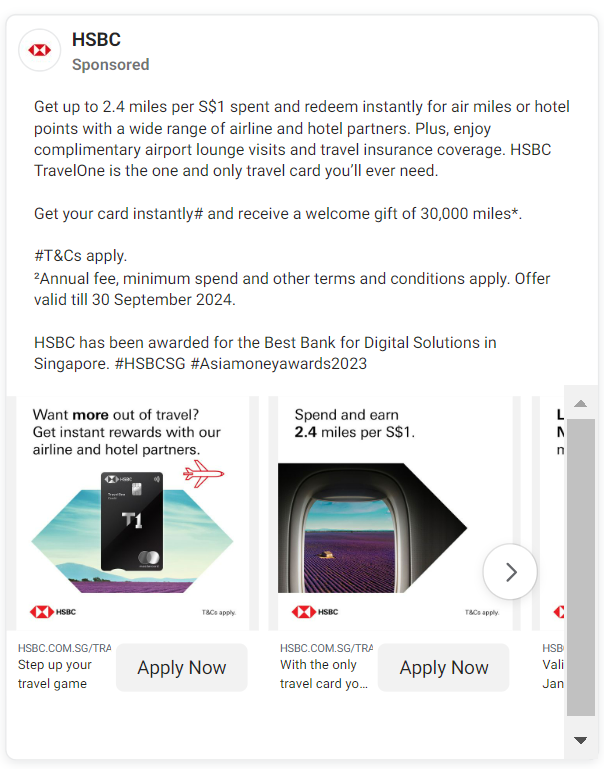 HSBC
Sponsored
Get up to 2.4 miles per S$1 spent and redeem instantly for air miles or hotel
points with a wide range of airline and hotel partners. Plus, enjoy
complimentary airport lounge visits and travel insurance coverage. HSBC
TravelOne is the one and only travel card you’ll ever need.
Get your card instantly# and receive a welcome gift of 30,000 miles*.
#T&Cs apply.
²Annual fee, minimum spend and other terms and conditions apply. Offer
valid till 30 September 2024.
HSBC has been awarded for the Best Bank for Digital Solutions in
Singapore. #HSBCSG #Asiamoneyawards2023
Want more out of travel?
Get instant rewards with our
airline and hotel partners.
HSBC
T1
HSBC
T&Cs apply.
HSBC.COM.SG/TRA
Step up your
travel game
Apply Now
Spend and earn
2.4 miles per S$1.
HSBC
T&Cs apply.
HSBC.COM.SG/TRA
With the only
travel card yo...
Apply Now
L
N
HSB
Vali
Jan